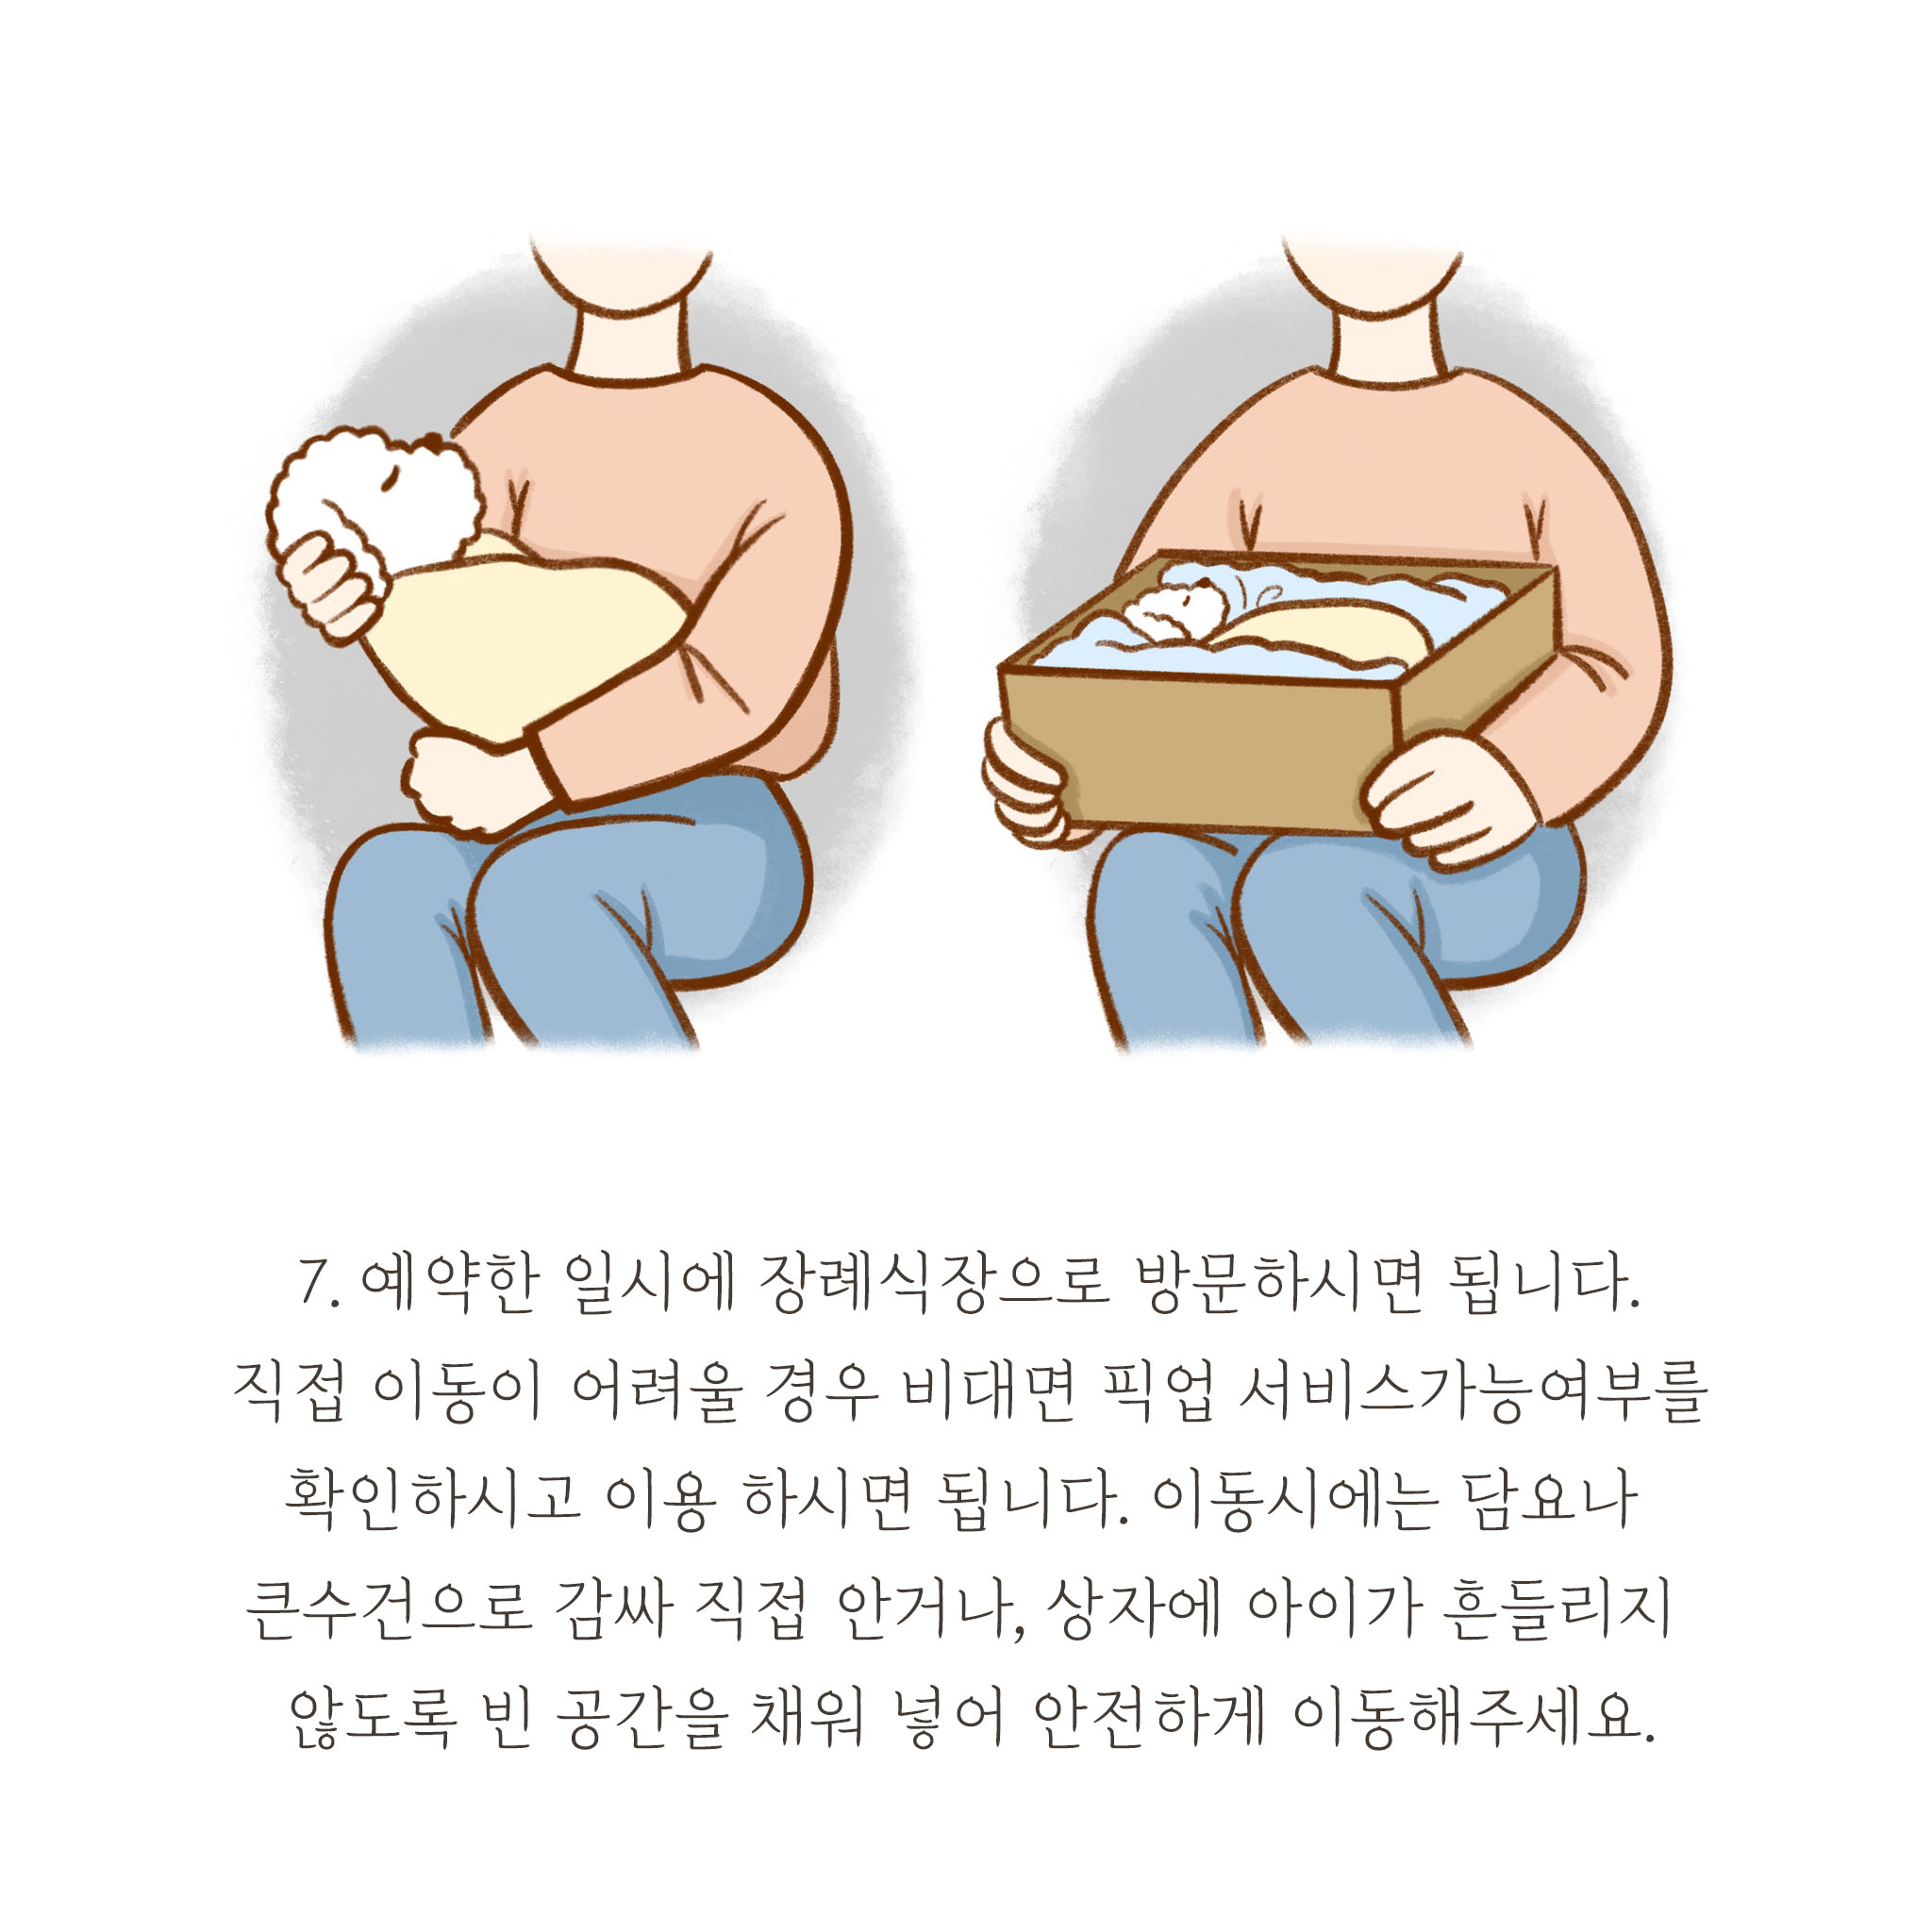 7. 예약한 일시에 장례식장으로 방문하시면 됩니다.
직접 이동이 어려울 경우 비대면 픽업 서비스가능여부를
확인하시고 이용 하시면 됩니다. 이동시에는 담요나
큰수건으로 감싸 직접 안거나, 상자에 아이가 흔들리지
않도록 빈 공간을 채워 넣어 안전하게 이동해주세요.